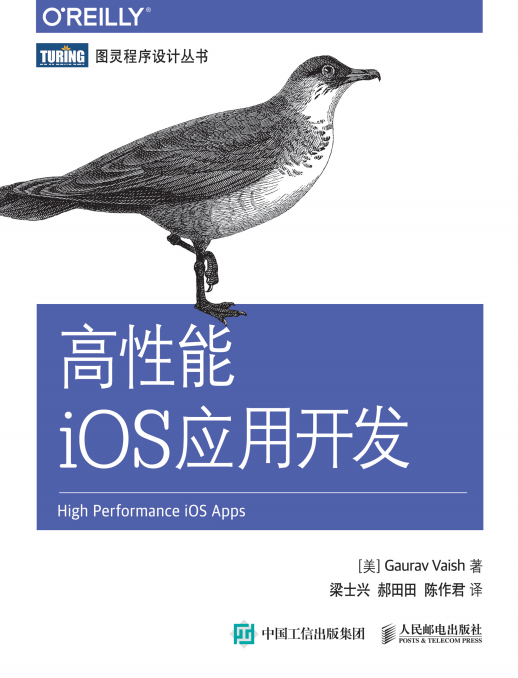 O'REILLY®
TURING 图灵程序设计丛书
高性能
iOS应用开发
High Performance iOS Apps
[美] Gaurav Vaish 著
梁士兴 郝田田 陈作君 译
中国工信出版集团 人民邮电出版社
POSTS & TELECOM PRESS